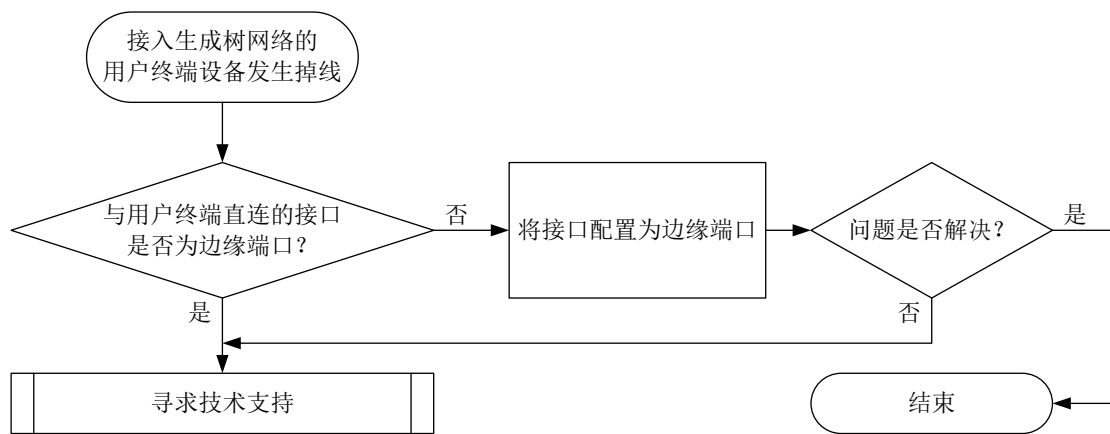 接入生成树网络的
用户终端设备发生掉线
与用户终端直连的接口
是否为边缘端口？
否
将接口配置为边缘端口
问题是否解决？
是
是
否
寻求技术支持
结束